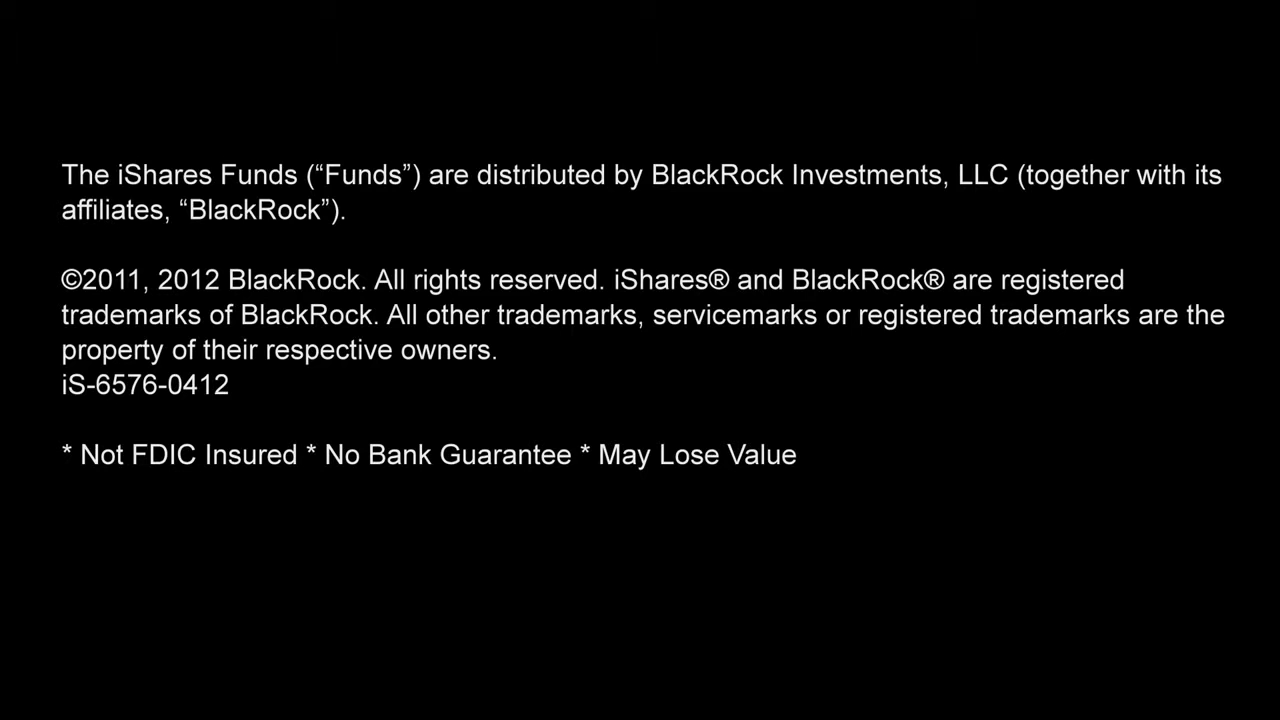 The iShares Funds (“Funds”) are distributed by BlackRock Investments, LLC (together with its
affiliates, “BlackRock”).
©2011, 2012 BlackRock. All rights reserved. iShares® and BlackRock® are registered
trademarks of BlackRock. All other trademarks, servicemarks or registered trademarks are the
property of their respective owners.
iS-6576-0412
* Not FDIC Insured * No Bank Guarantee * May Lose Value